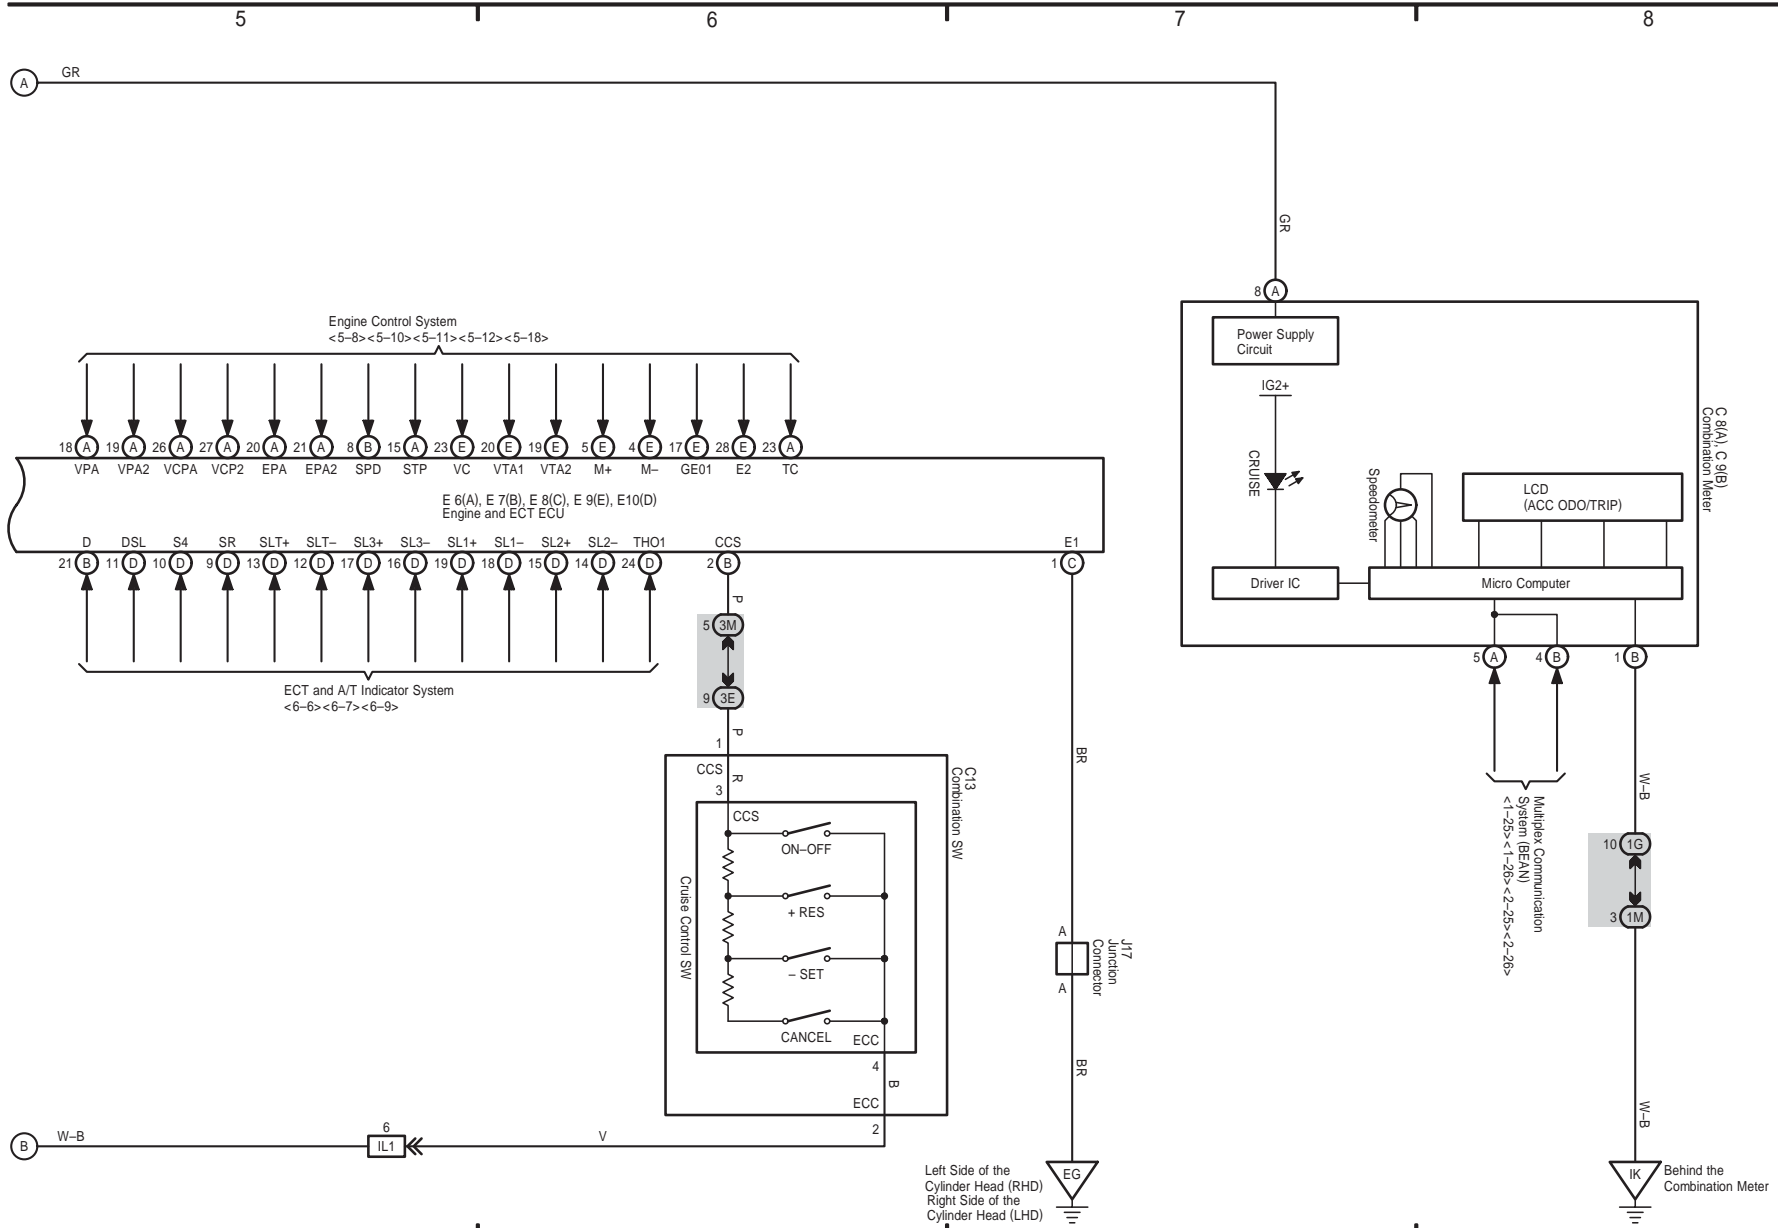 5 6 7 8
A GR
GR
8 A
Power Supply
Circuit
IG2+
CRUISE
Speedometer
LCD
(ACC ODO/TRIP)
C 8(A), C 9(B)
Combination Meter
Driver IC
Micro Computer
5 A 4 B 1 B
Engine Control System
<5–8><5–10><5–11><5–12><5–18>
18 A 19 A 26 A 27 A 20 A 21 A 8 B 15 A 23 E 20 E 19 E 5 E 4 E 17 E 28 E 23 A
VPA VPA2 VCPA VCP2 EPA EPA2 SPD STP VC VTA1 VTA2 M+ M– GE01 E2 TC
E 6(A), E 7(B), E 8(C), E 9(E), E10(D)
Engine and ECT ECU
D DSL S4 SR SLT+ SLT– SL3+ SL3– SL1+ SL1– SL2+ SL2– THO1 CCS E1
21 B 11 D 10 D 9 D 13 D 12 D 17 D 16 D 19 D 18 D 15 D 14 D 24 D 2 B 1 C
ECT and A/T Indicator System
<6–6><6–7><6–9>
P
5 3M
9 3E
P
1
CCS
R
3
CCS
ON–OFF
+ RES
– SET
CANCEL
ECC
4
B
ECC
2
Cruise Control SW
C13
Combination SW
BR
A
J17
Junction
Connector
A
BR
Multiplex Communication
System (BEAN)
<1–25><1–26><2–25><2–26>
W–B
10 1G
3 1M
W–B
B W–B
6
IL1
V
Left Side of the
Cylinder Head (RHD)
Right Side of the
Cylinder Head (LHD)
EG
IK
Behind the
Combination Meter